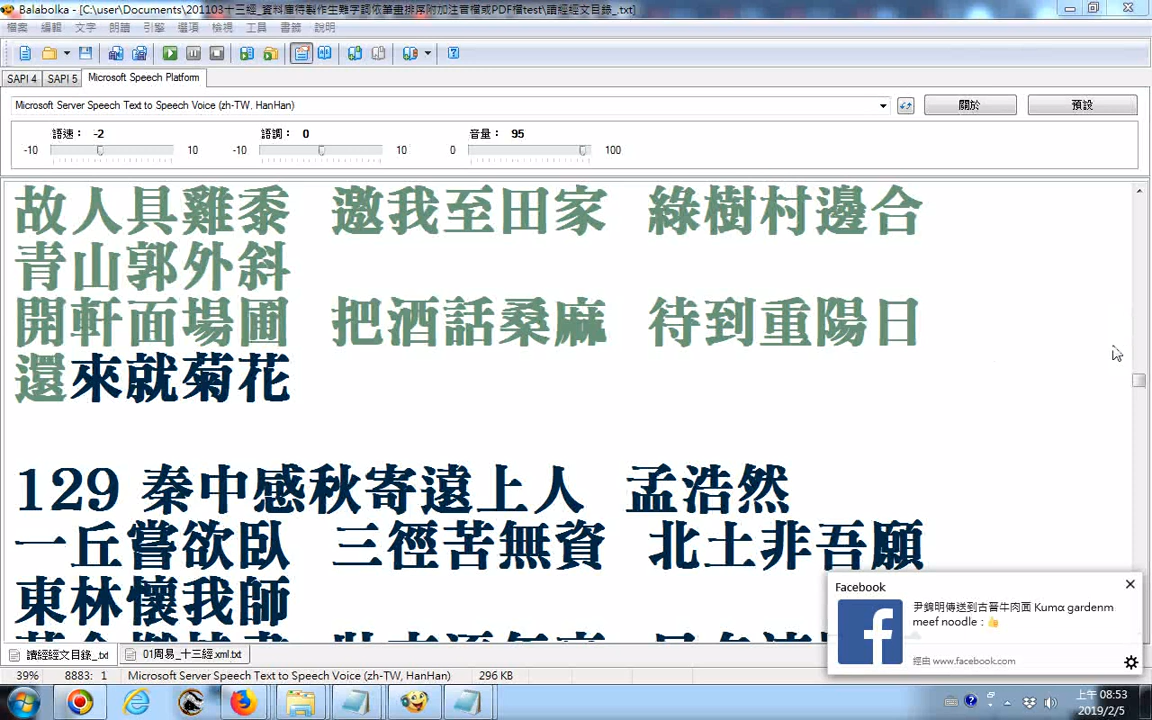 Balabolka - [C:\user\Documents\201103十三經_資料庫待製作生難字詞依筆畫排序附加注音檔或PDF檔test\讀經經文目錄_.txt]
檔案 編輯 文字 朗讀 引擎 選項 檢視 工具 書籤 說明
SAPI 4 SAPI 5 Microsoft Speech Platform
Microsoft Server Speech Text to Speech Voice (zh-TW, HanHan) 關於 預設
語速： -2 語調： 0 音量： 95
-10 10 -10 10 0 100
故人具雞黍 邀我至田家 綠樹村邊合
青山郭外斜
開軒面場圃 把酒話桑麻 待到重陽日
還來就菊花
129 秦中感秋寄遠上人 孟浩然
一丘嘗欲臥 三徑苦無資 北土非吾願
東林懷我師
Facebook
尹錦明傳送到古晉牛肉面 Kumα gardenm
meef noodle：👍
經由 www.facebook.com
讀經經文目錄_.txt 01周易_十三經.xml.txt
39% 8883: 1 Microsoft Server Speech Text to Speech Voice (zh-TW, HanHan) 296 KB
上午 08:53
2019/2/5